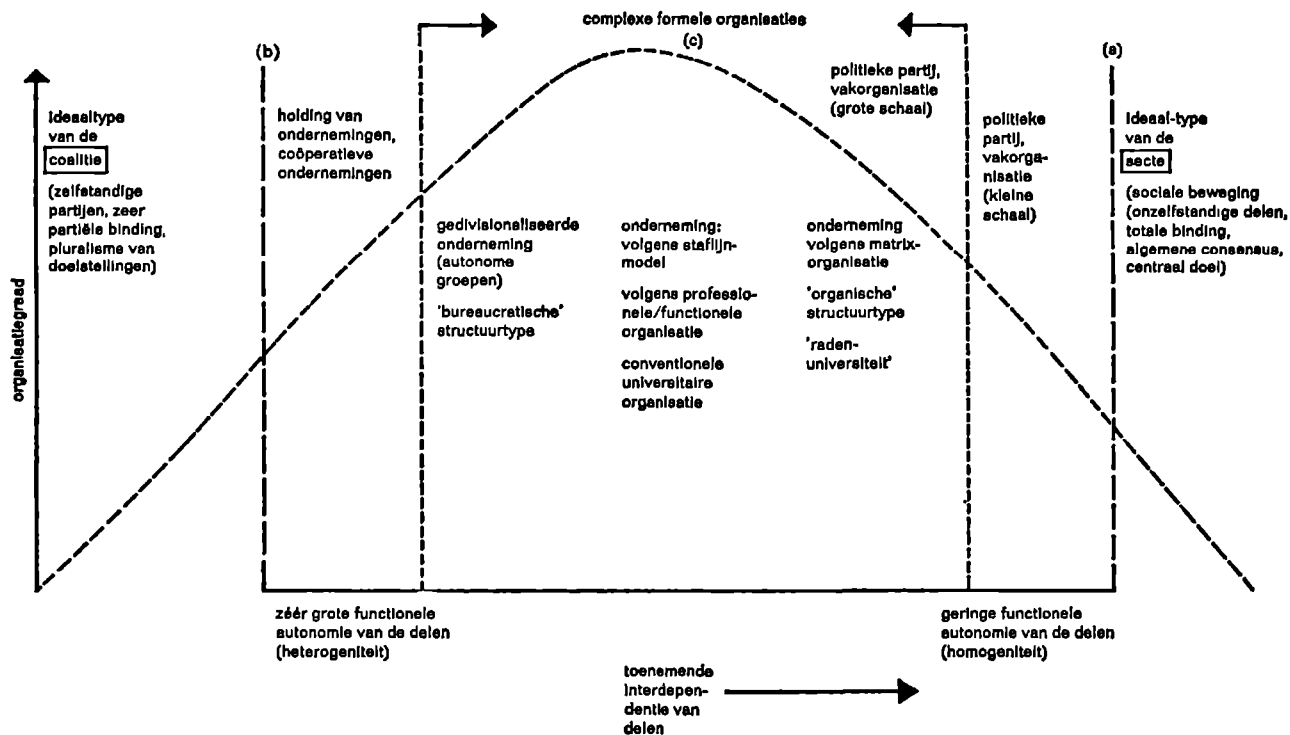 complexe formele organisaties
(c)
(b)
(a)
organisatiegraad
Ideaaltype
van de
coalitie
(zelfstandige
partijen, zeer
partiële binding,
pluralisme van
doelstellingen)
holding van
ondernemingen,
coöperatieve
ondernemingen
gedivisionaliseerde
onderneming
(autonome
groepen)
'bureaucratische'
structuurtype
onderneming:
volgens staflijn-
model
volgens professio-
nele/functionele
organisatie
conventionele
universitaire
organisatie
politieke partij,
vakorganisatie
(grote schaal)
onderneming
volgens matrix-
organisatie
'organische'
structuurtype
'raden-
universiteit'
politieke
partij,
vakorga-
nisatie
(kleine
schaal)
Ideaal-type
van de
secte
(sociale beweging
(onzelfstandige delen,
totale binding,
algemene consensus,
centraal doel)
zéér grote functionele
autonomie van de delen
(heterogeniteit)
geringe functionele
autonomie van de delen
(homogeniteit)
toenemende
interdepen-
dentie van
delen